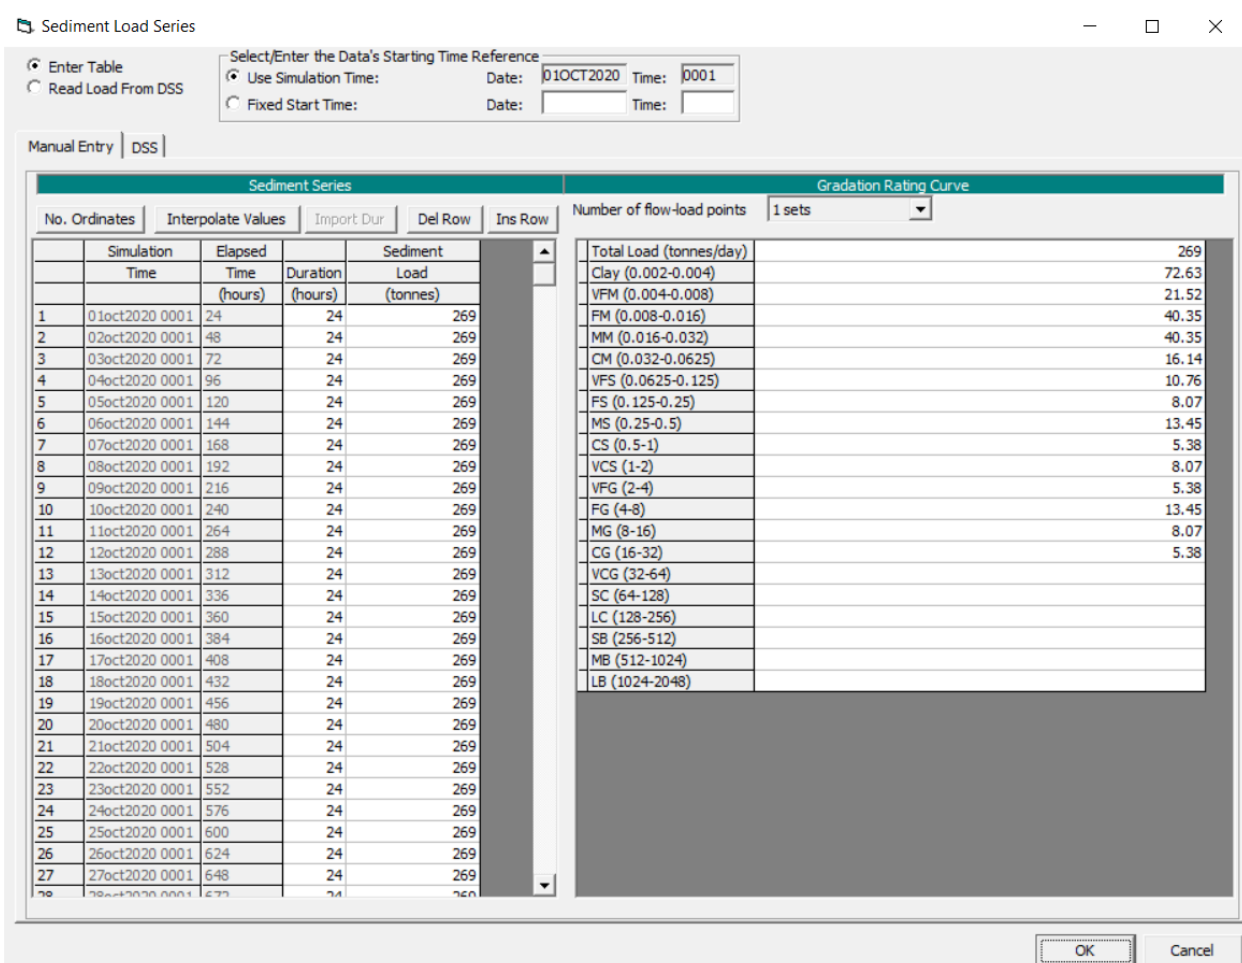 Sediment Load Series
Enter Table
Read Load From DSS
Select/Enter the Data's Starting Time Reference
Use Simulation Time: Date: 01OCT2020 Time: 0001
Fixed Start Time: Date: Time:
Manual Entry DSS
Sediment Series
No. Ordinates Interpolate Values Import Dur Del Row Ins Row
Simulation Elapsed Sediment
Time Time Duration Load
(hours) (hours) (tonnes)
1 01oct2020 0001 24 24 269
2 02oct2020 0001 48 24 269
3 03oct2020 0001 72 24 269
4 04oct2020 0001 96 24 269
5 05oct2020 0001 120 24 269
6 06oct2020 0001 144 24 269
7 07oct2020 0001 168 24 269
8 08oct2020 0001 192 24 269
9 09oct2020 0001 216 24 269
10 10oct2020 0001 240 24 269
11 11oct2020 0001 264 24 269
12 12oct2020 0001 288 24 269
13 13oct2020 0001 312 24 269
14 14oct2020 0001 336 24 269
15 15oct2020 0001 360 24 269
16 16oct2020 0001 384 24 269
17 17oct2020 0001 408 24 269
18 18oct2020 0001 432 24 269
19 19oct2020 0001 456 24 269
20 20oct2020 0001 480 24 269
21 21oct2020 0001 504 24 269
22 22oct2020 0001 528 24 269
23 23oct2020 0001 552 24 269
24 24oct2020 0001 576 24 269
25 25oct2020 0001 600 24 269
26 26oct2020 0001 624 24 269
27 27oct2020 0001 648 24 269
28 28oct2020 0001 672 24 269
Gradation Rating Curve
Number of flow-load points 1 sets
Total Load (tonnes/day) 269
Clay (0.002-0.004) 72.63
VFM (0.004-0.008) 21.52
FM (0.008-0.016) 40.35
MM (0.016-0.032) 40.35
CM (0.032-0.0625) 16.14
VFS (0.0625-0.125) 10.76
FS (0.125-0.25) 8.07
MS (0.25-0.5) 13.45
CS (0.5-1) 5.38
VCS (1-2) 8.07
VFG (2-4) 5.38
FG (4-8) 13.45
MG (8-16) 8.07
CG (16-32) 5.38
VCG (32-64)
SC (64-128)
LC (128-256)
SB (256-512)
MB (512-1024)
LB (1024-2048)
OK Cancel